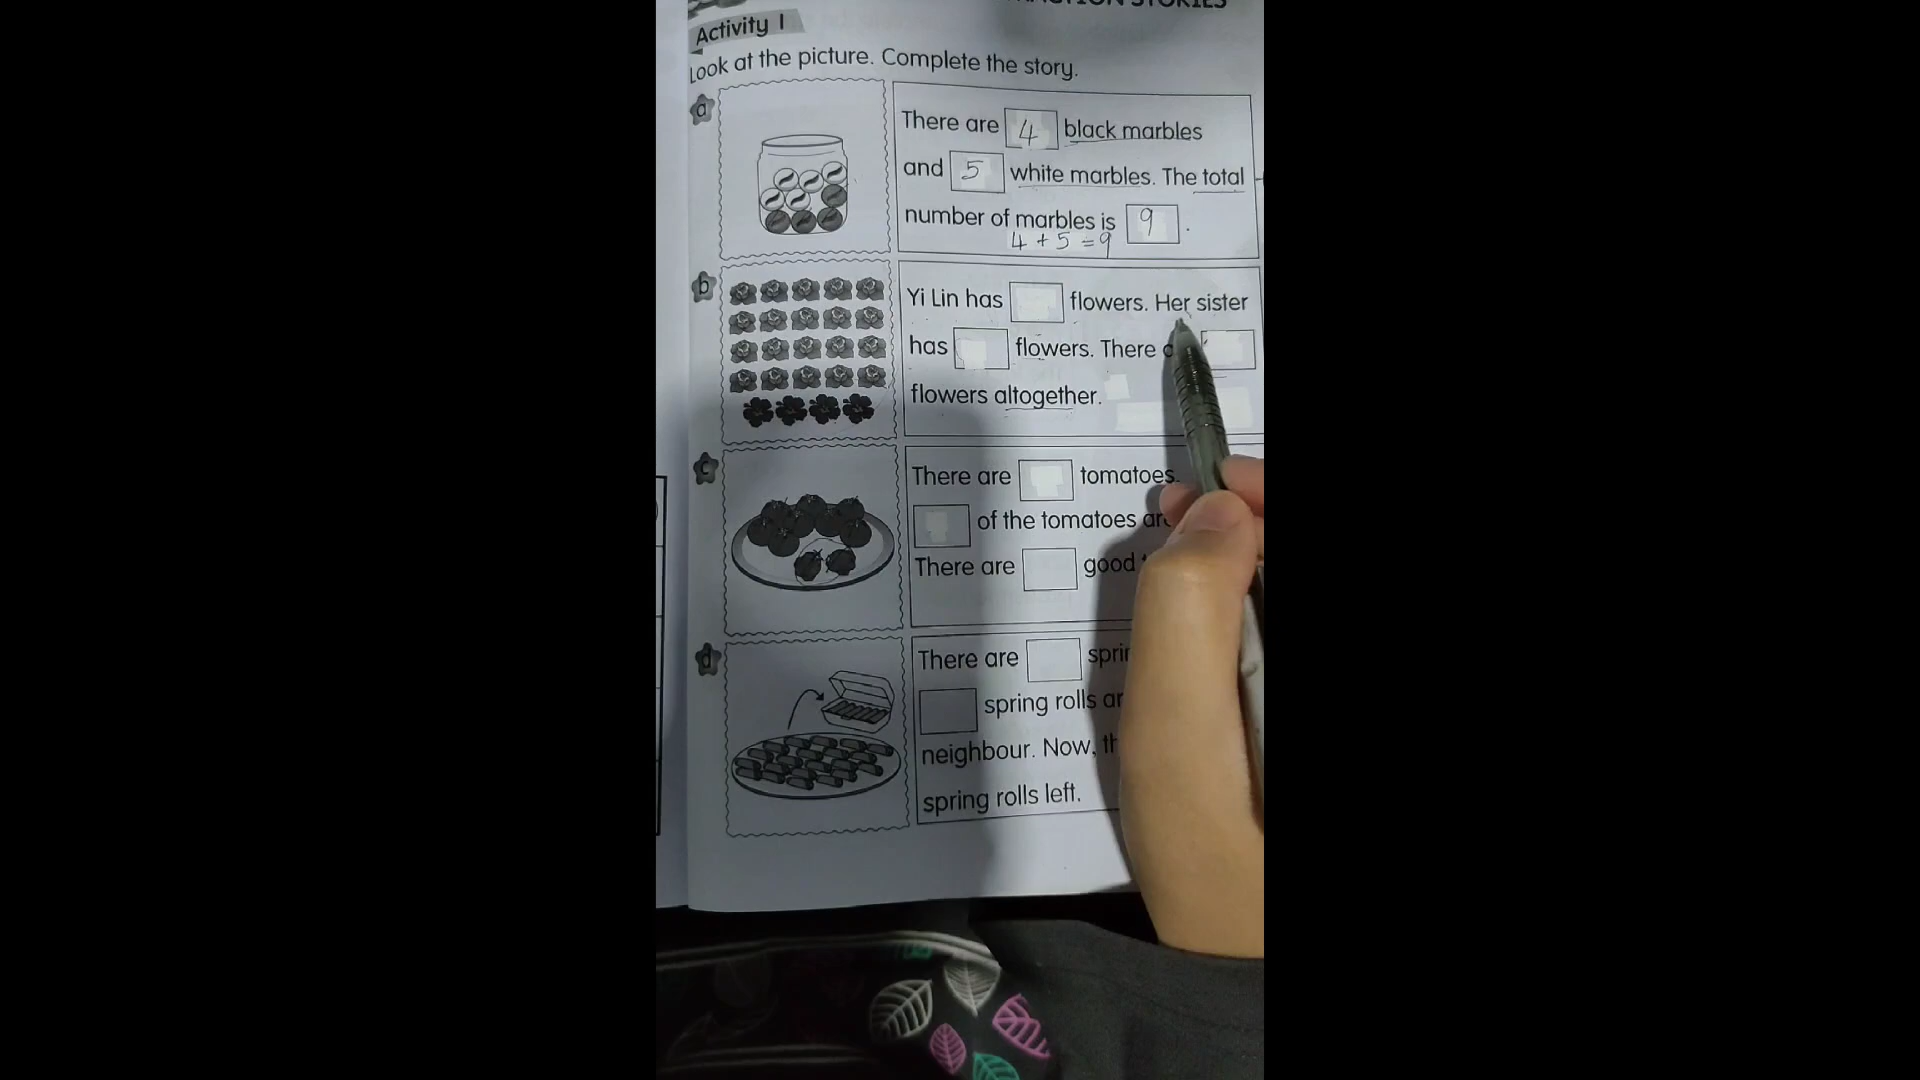 STORIES
Activity 1
Look at the picture. Complete the story.
a
There are 4 black marbles
and 5 white marbles. The total
number of marbles is 9 .
4 + 5 = 9
b
Yi Lin has flowers. Her sister
has flowers. There
flowers altogether.
c
There are tomatoes.
of the tomatoes
There are good
d
There are
spring rolls
neighbour. Now,
spring rolls left.